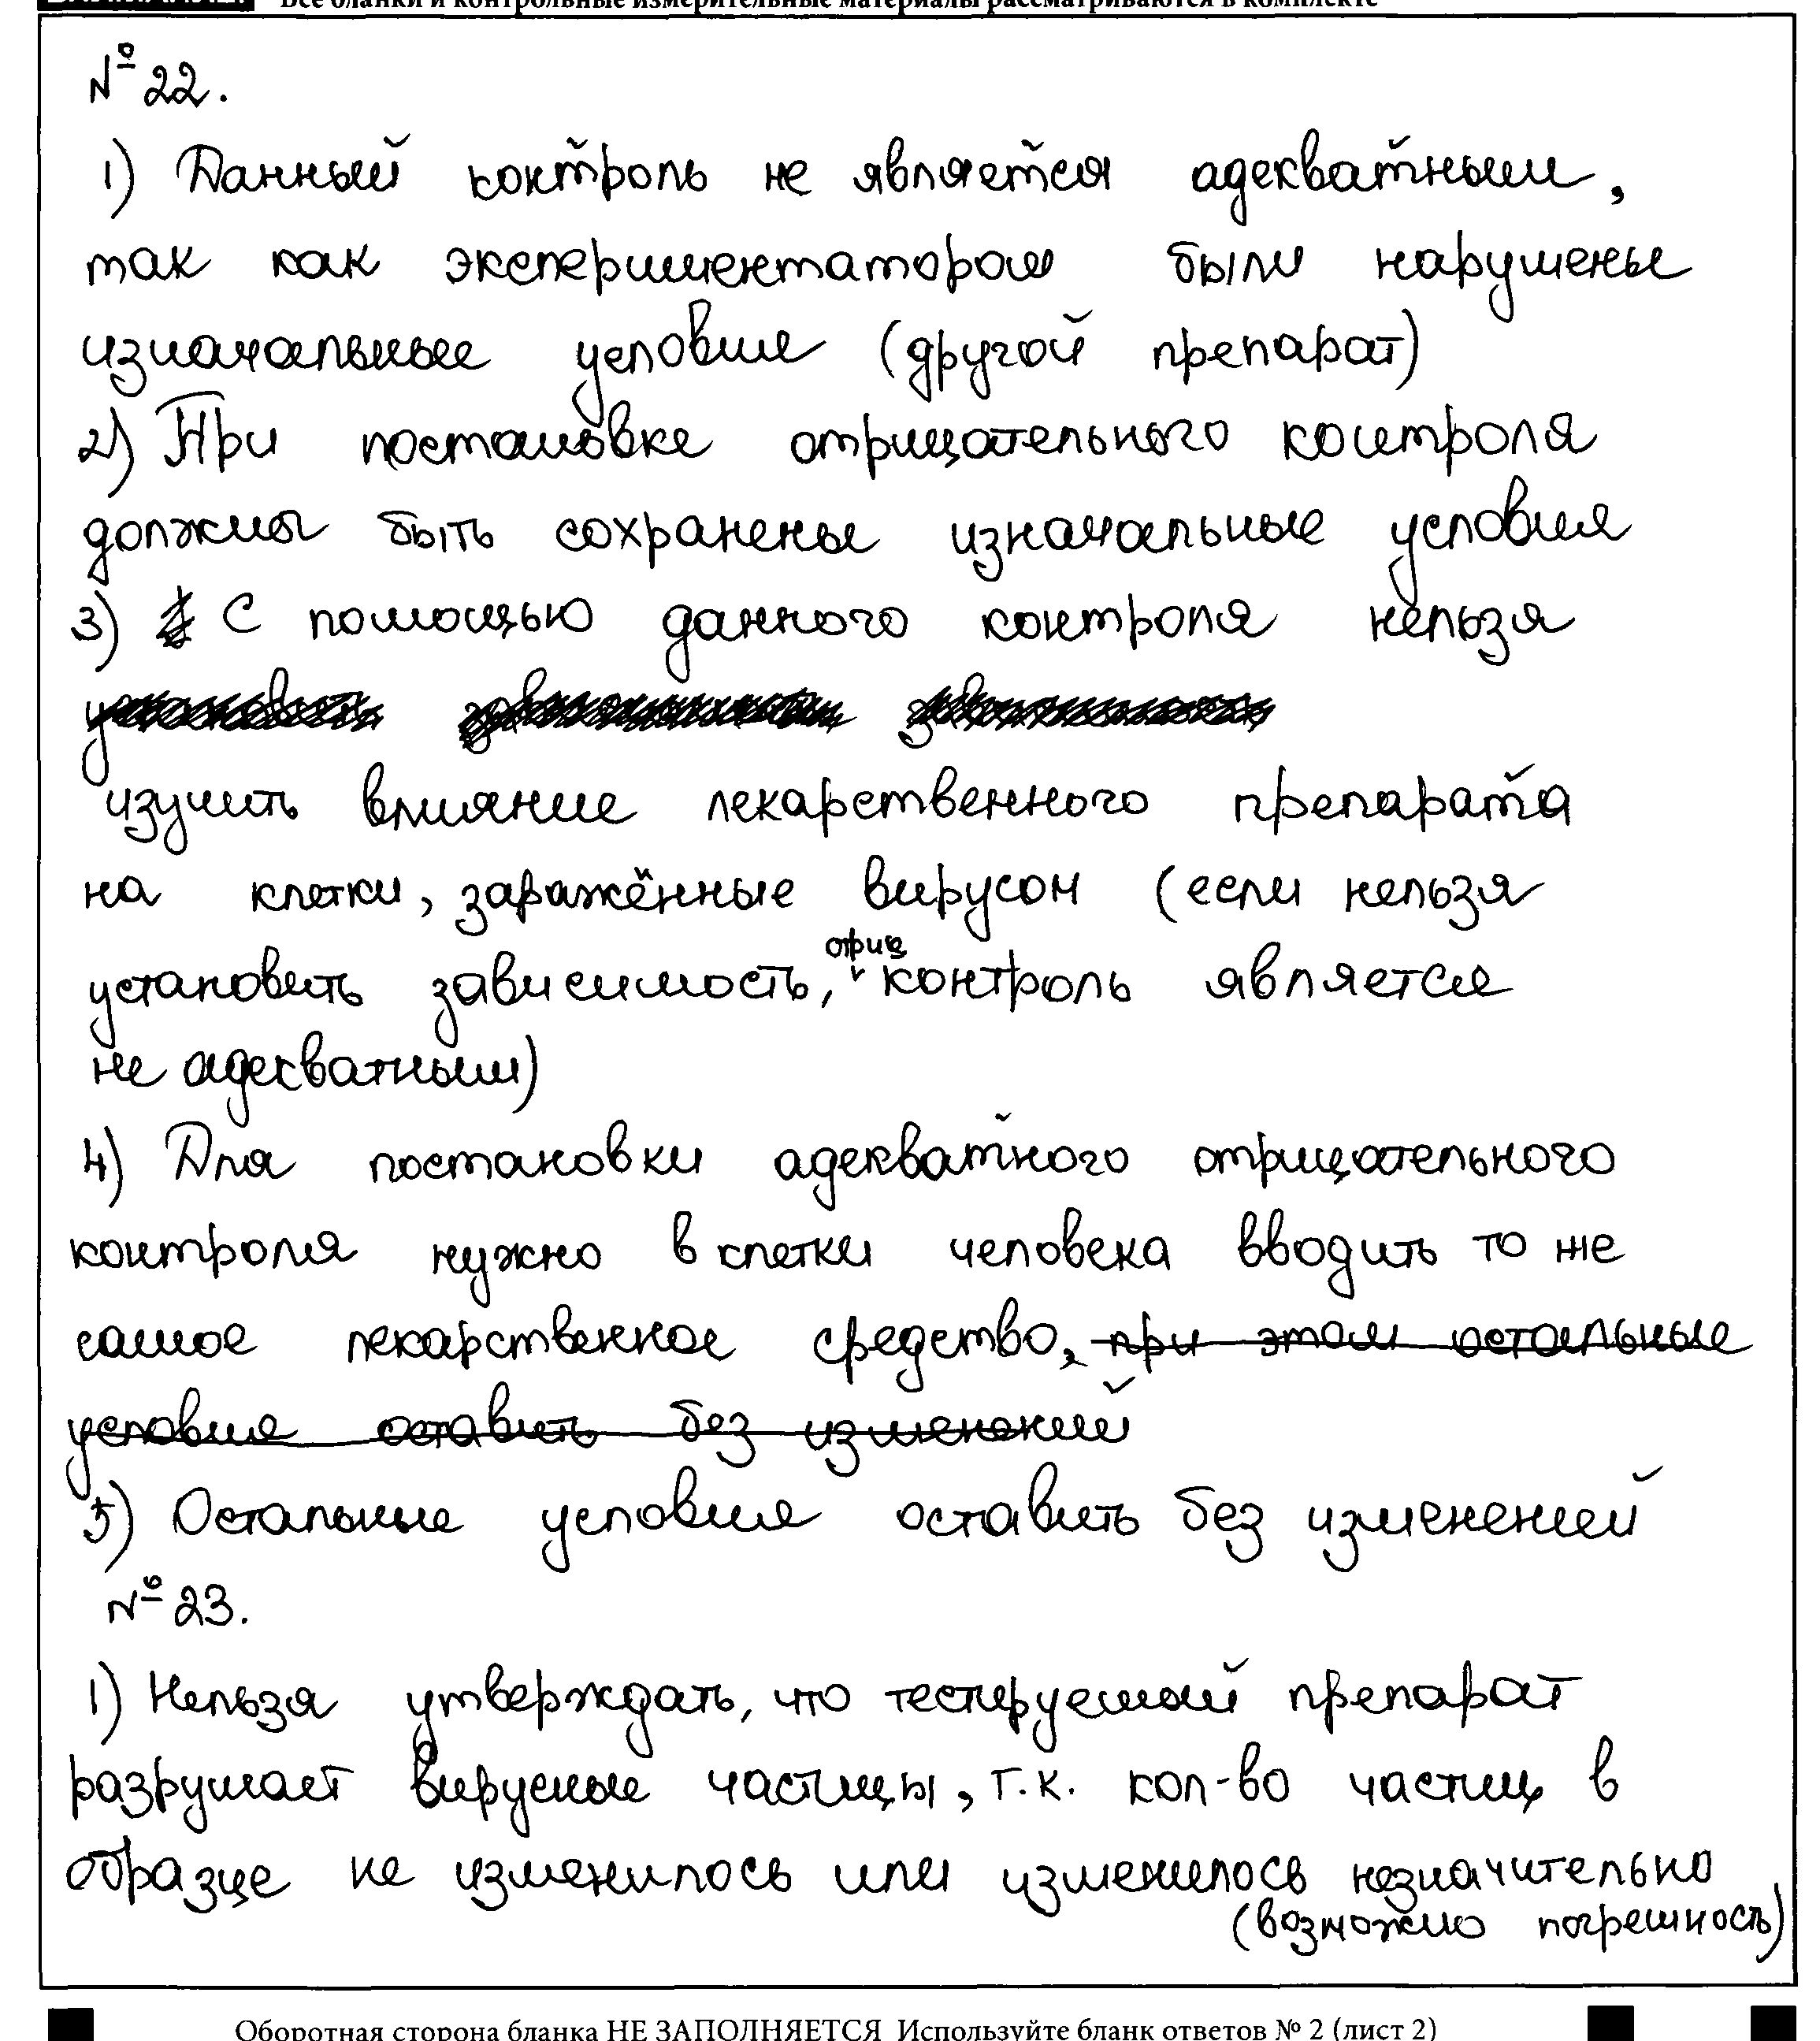 Все бланки и контрольные измерительные материалы рассматриваются в комплекте
№ 22.
1) Данный контроль не является адекватным,
так как экспериментатором были нарушены
изначальные условия (другой препарат)
2) При постановке отрицательного контроля
должны быть сохранены изначальные условия
3) С помощью данного контроля нельзя
изучить влияние лекарственного препарата
на клетки, заражённые вирусом (если нельзя
установить зависимость, отриц контроль является
не адекватным)
4) Для постановки адекватного отрицательного
контроля нужно в клетки человека вводить то же
самое лекарственное средство, при этом остальные
условия оставить без изменений
5) Остальные условия оставить без изменений
№ 23.
1) Нельзя утверждать, что тестируемый препарат
разрушает вирусные частицы, т.к. кол-во частиц в
образце не изменилось или изменилось незначительно
(возможно погрешность)
Оборотная сторона бланка НЕ ЗАПОЛНЯЕТСЯ Используйте бланк ответов № 2 (лист 2)